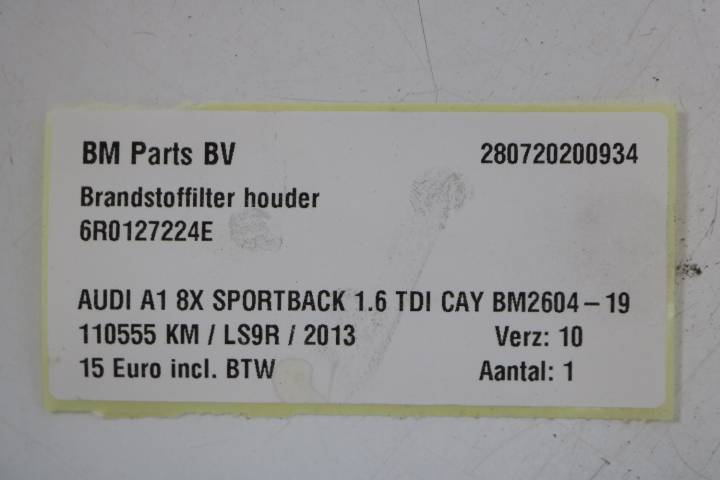 BM Parts BV 280720200934
Brandstoffilter houder
6R0127224E
AUDI A1 8X SPORTBACK 1.6 TDI CAY BM2604-19
110555 KM / LS9R / 2013 Verz: 10
15 Euro incl. BTW Aantal: 1